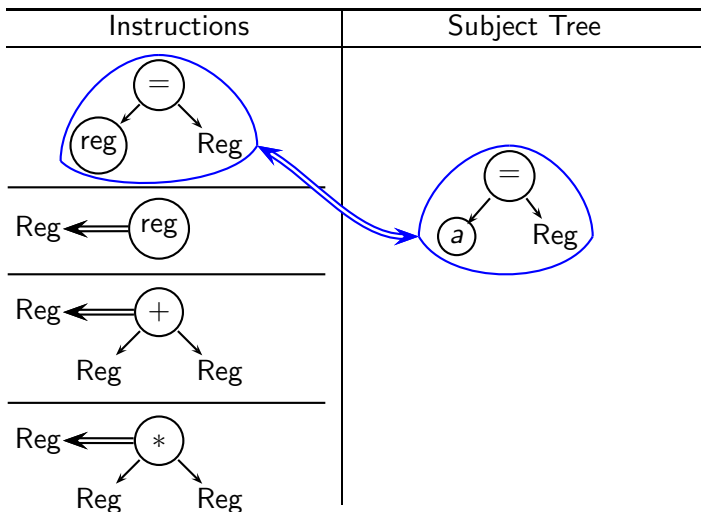 Instructions Subject Tree
=
reg Reg
=
a Reg
Reg reg
Reg +
Reg Reg
Reg *
Reg Reg